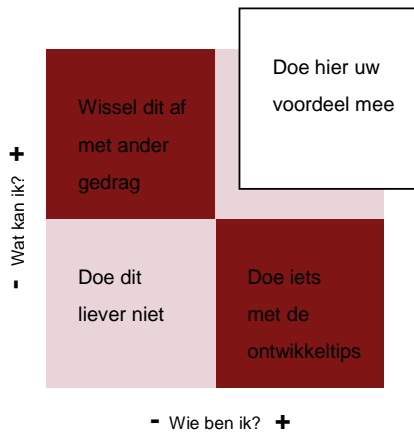 Doe hier uw
voordeel mee
Wissel dit af
met ander
gedrag
- Wat kan ik? +
Doe dit
liever niet
Doe iets
met de
ontwikkeltips
- Wie ben ik? +